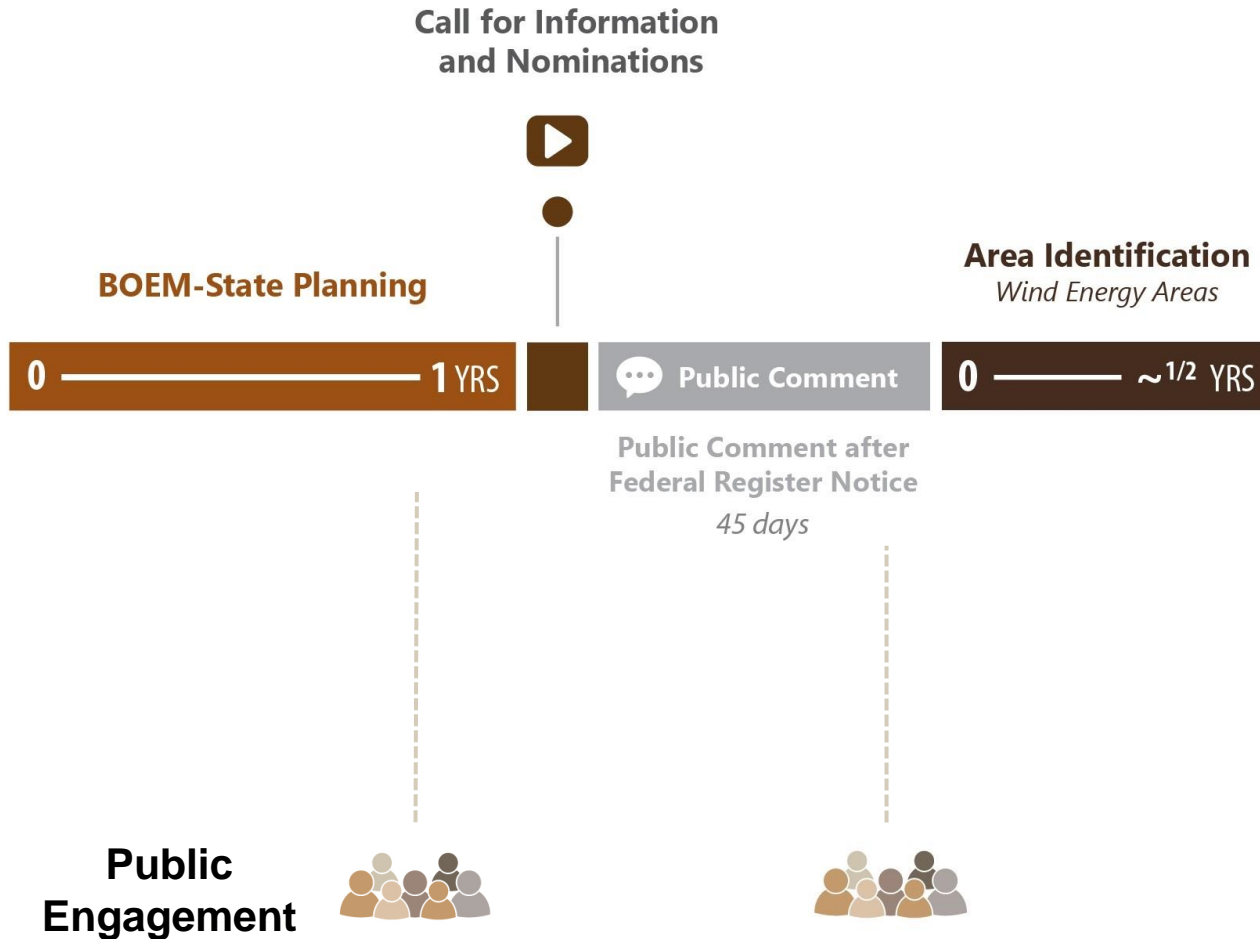 Call for Information
and Nominations
BOEM-State Planning
Area Identification
Wind Energy Areas
0 1 YRS
Public Comment
0 ~1/2 YRS
Public Comment after
Federal Register Notice
45 days
Public
Engagement